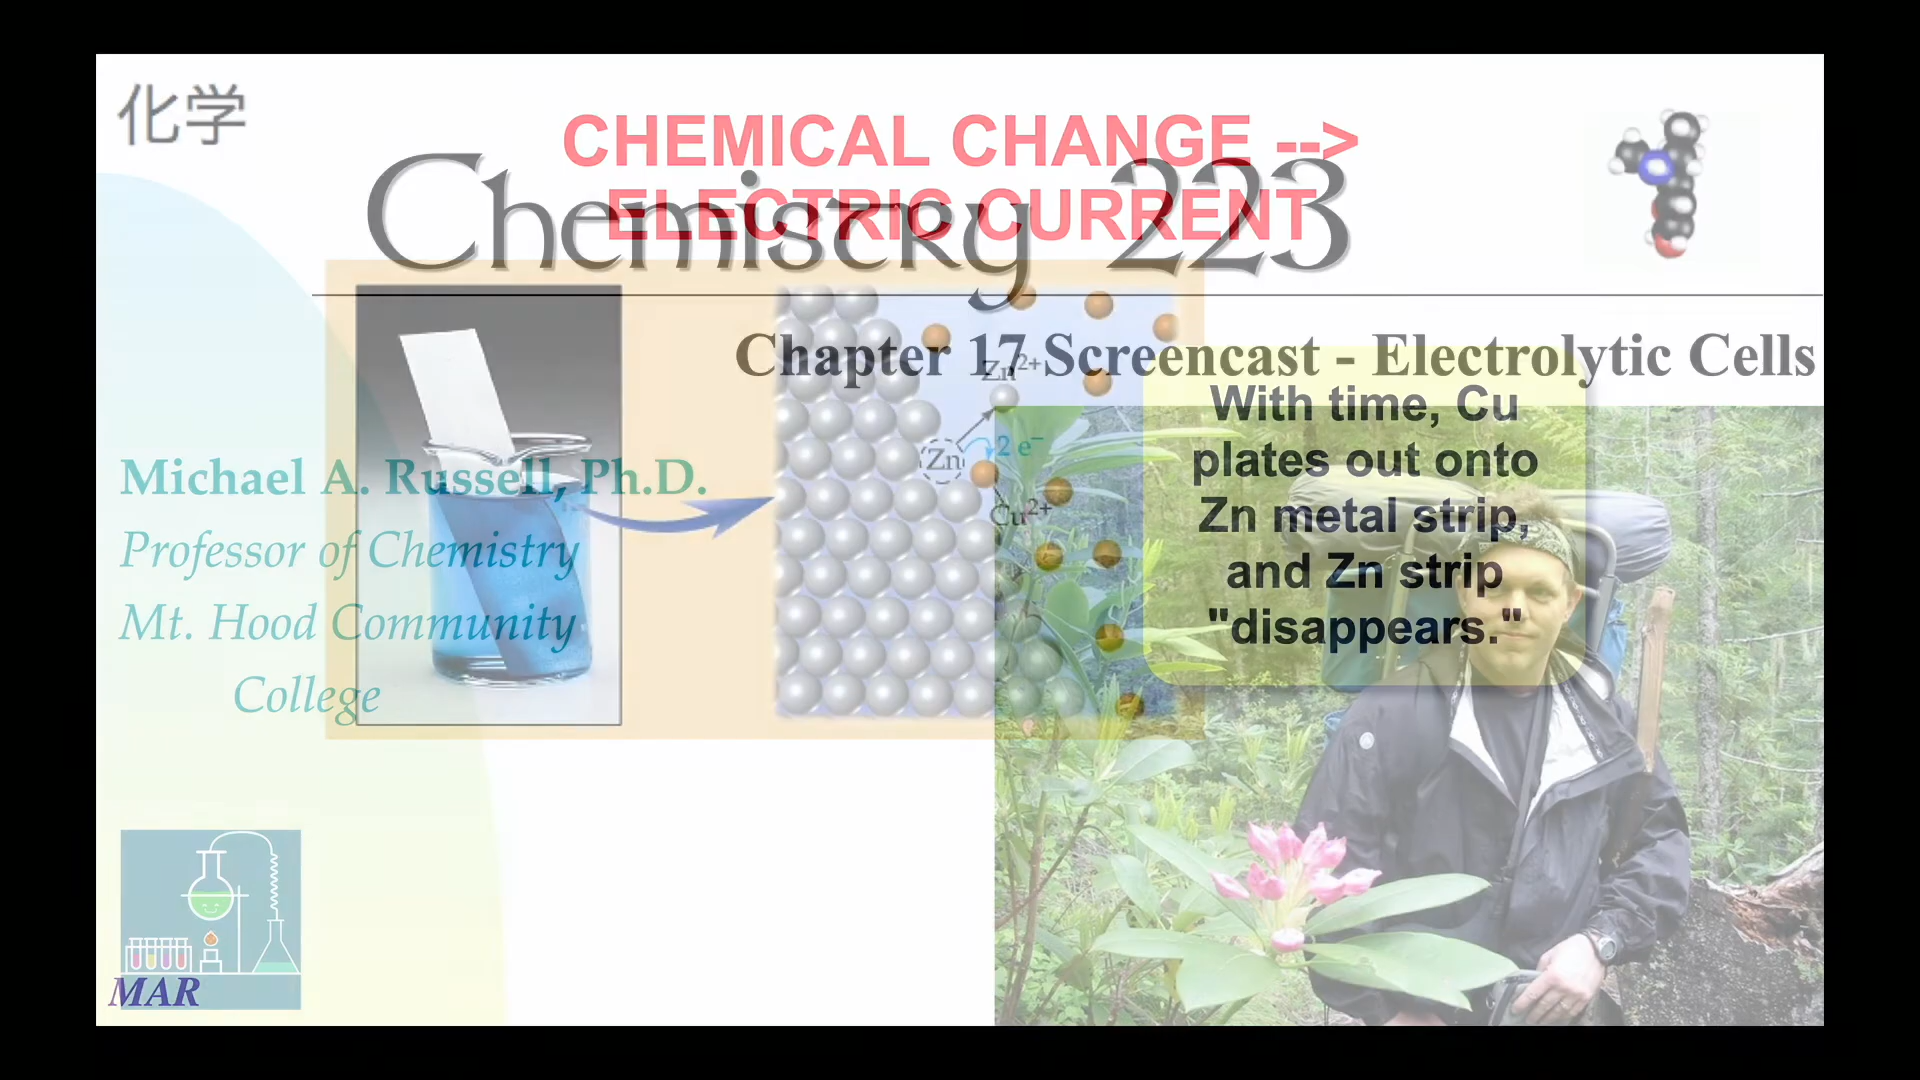 化学
CHEMICAL CHANGE -->
ELECTRIC CURRENT
Chemistry 223
Chapter 17 Screencast - Electrolytic Cells
Zn²⁺
Zn
2 e⁻
Cu²⁺
With time, Cu
plates out onto
Zn metal strip,
and Zn strip
"disappears."
Michael A. Russell, Ph.D.
Professor of Chemistry
Mt. Hood Community
College
MAR